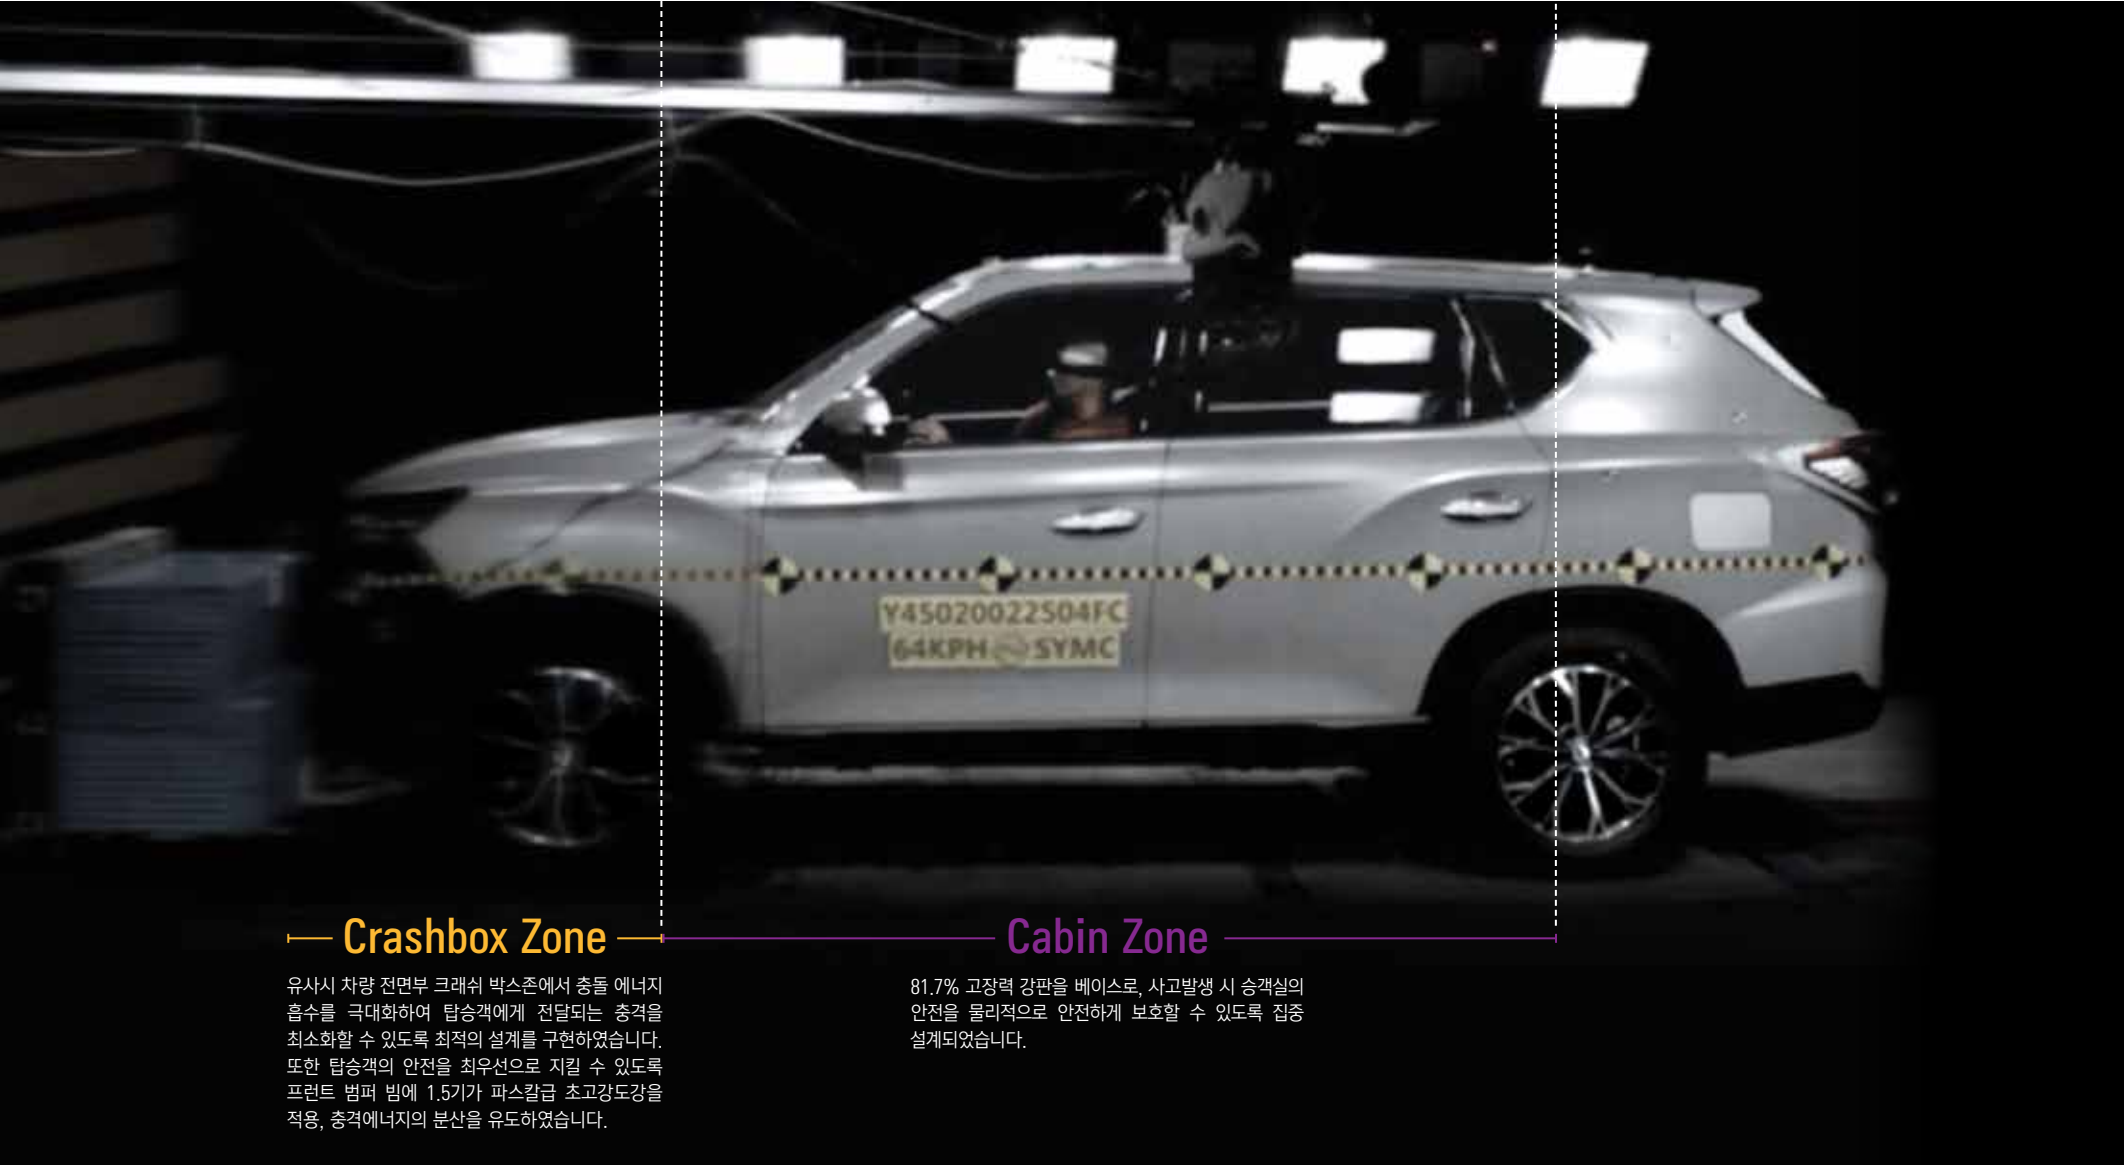 Y45020022S04FC
64KPH SYMC
Crashbox Zone
유사시 차량 전면부 크래쉬 박스존에서 충돌 에너지
흡수를 극대화하여 탑승객에게 전달되는 충격을
최소화할 수 있도록 최적의 설계를 구현하였습니다.
또한 탑승객의 안전을 최우선으로 지킬 수 있도록
프런트 범퍼 빔에 1.5기가 파스칼급 초고강도강을
적용, 충격에너지의 분산을 유도하였습니다.
Cabin Zone
81.7% 고장력 강판을 베이스로, 사고발생 시 승객실의
안전을 물리적으로 안전하게 보호할 수 있도록 집중
설계되었습니다.